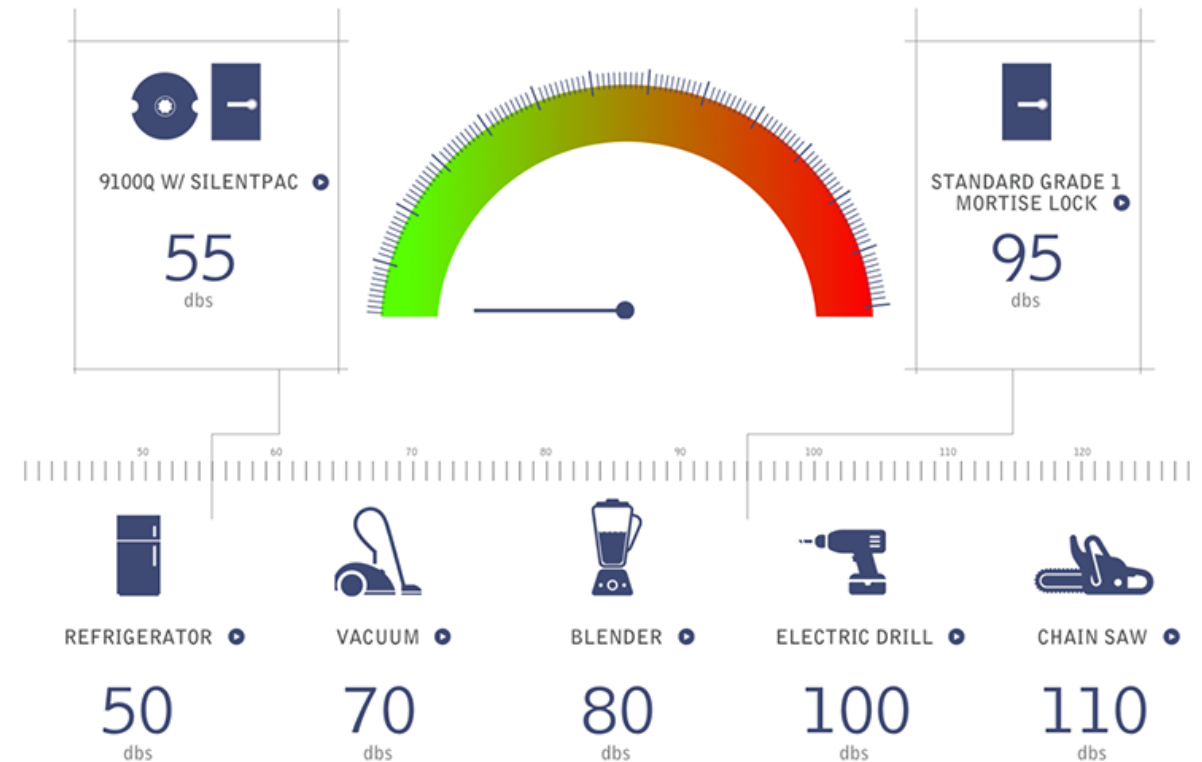 9100Q W/ SILENTPAC
55
dbs
STANDARD GRADE 1
MORTISE LOCK
95
dbs
50 60 70 80 90 100 110 120
REFRIGERATOR VACUUM BLENDER ELECTRIC DRILL CHAIN SAW
50 70 80 100 110
dbs dbs dbs dbs dbs